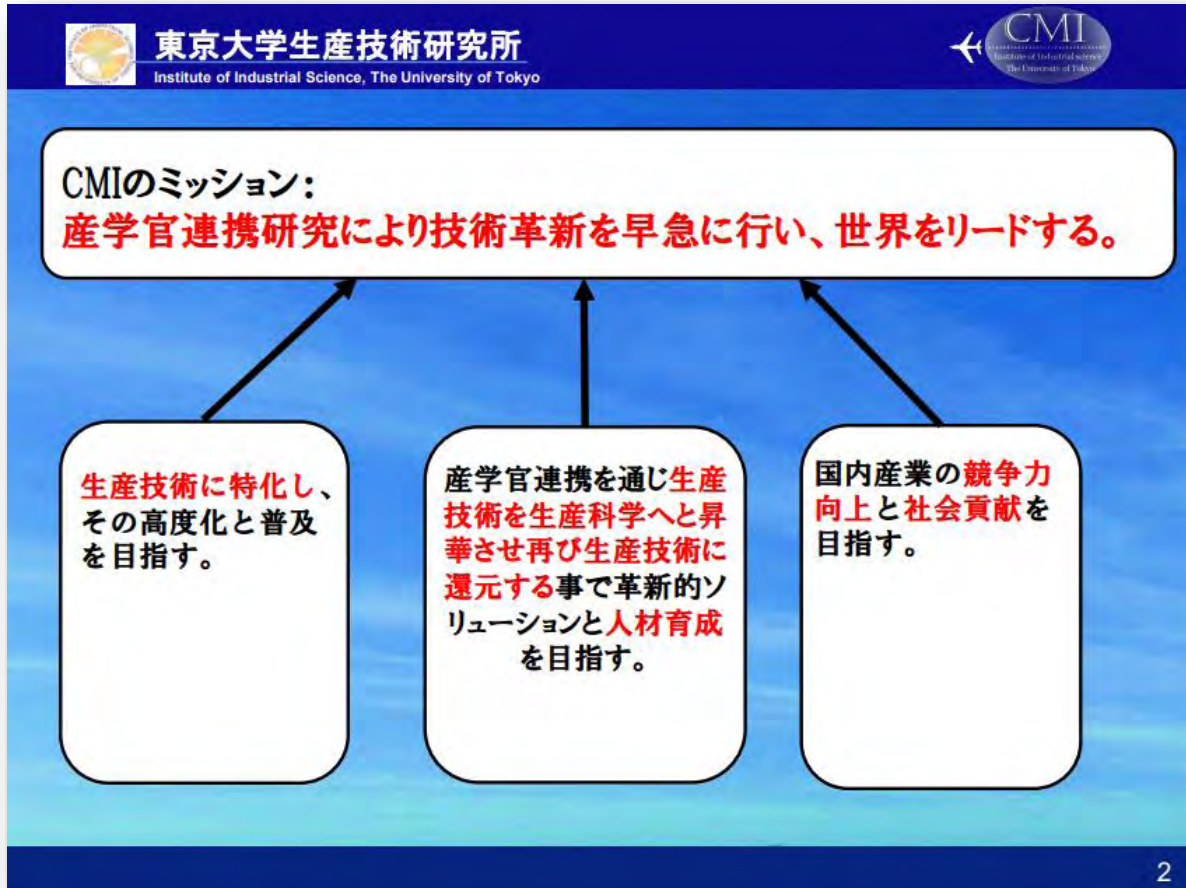 東京大学生産技術研究所
Institute of Industrial Science, The University of Tokyo
CMI
Institute of Industrial science
The University of Tokyo
CMIのミッション：
産学官連携研究により技術革新を早急に行い、世界をリードする。
生産技術に特化し、
その高度化と普及
を目指す。
産学官連携を通じ生産
技術を生産科学へと昇
華させ再び生産技術に
還元する事で革新的ソ
リューションと人材育成
を目指す。
国内産業の競争力
向上と社会貢献を
目指す。
2